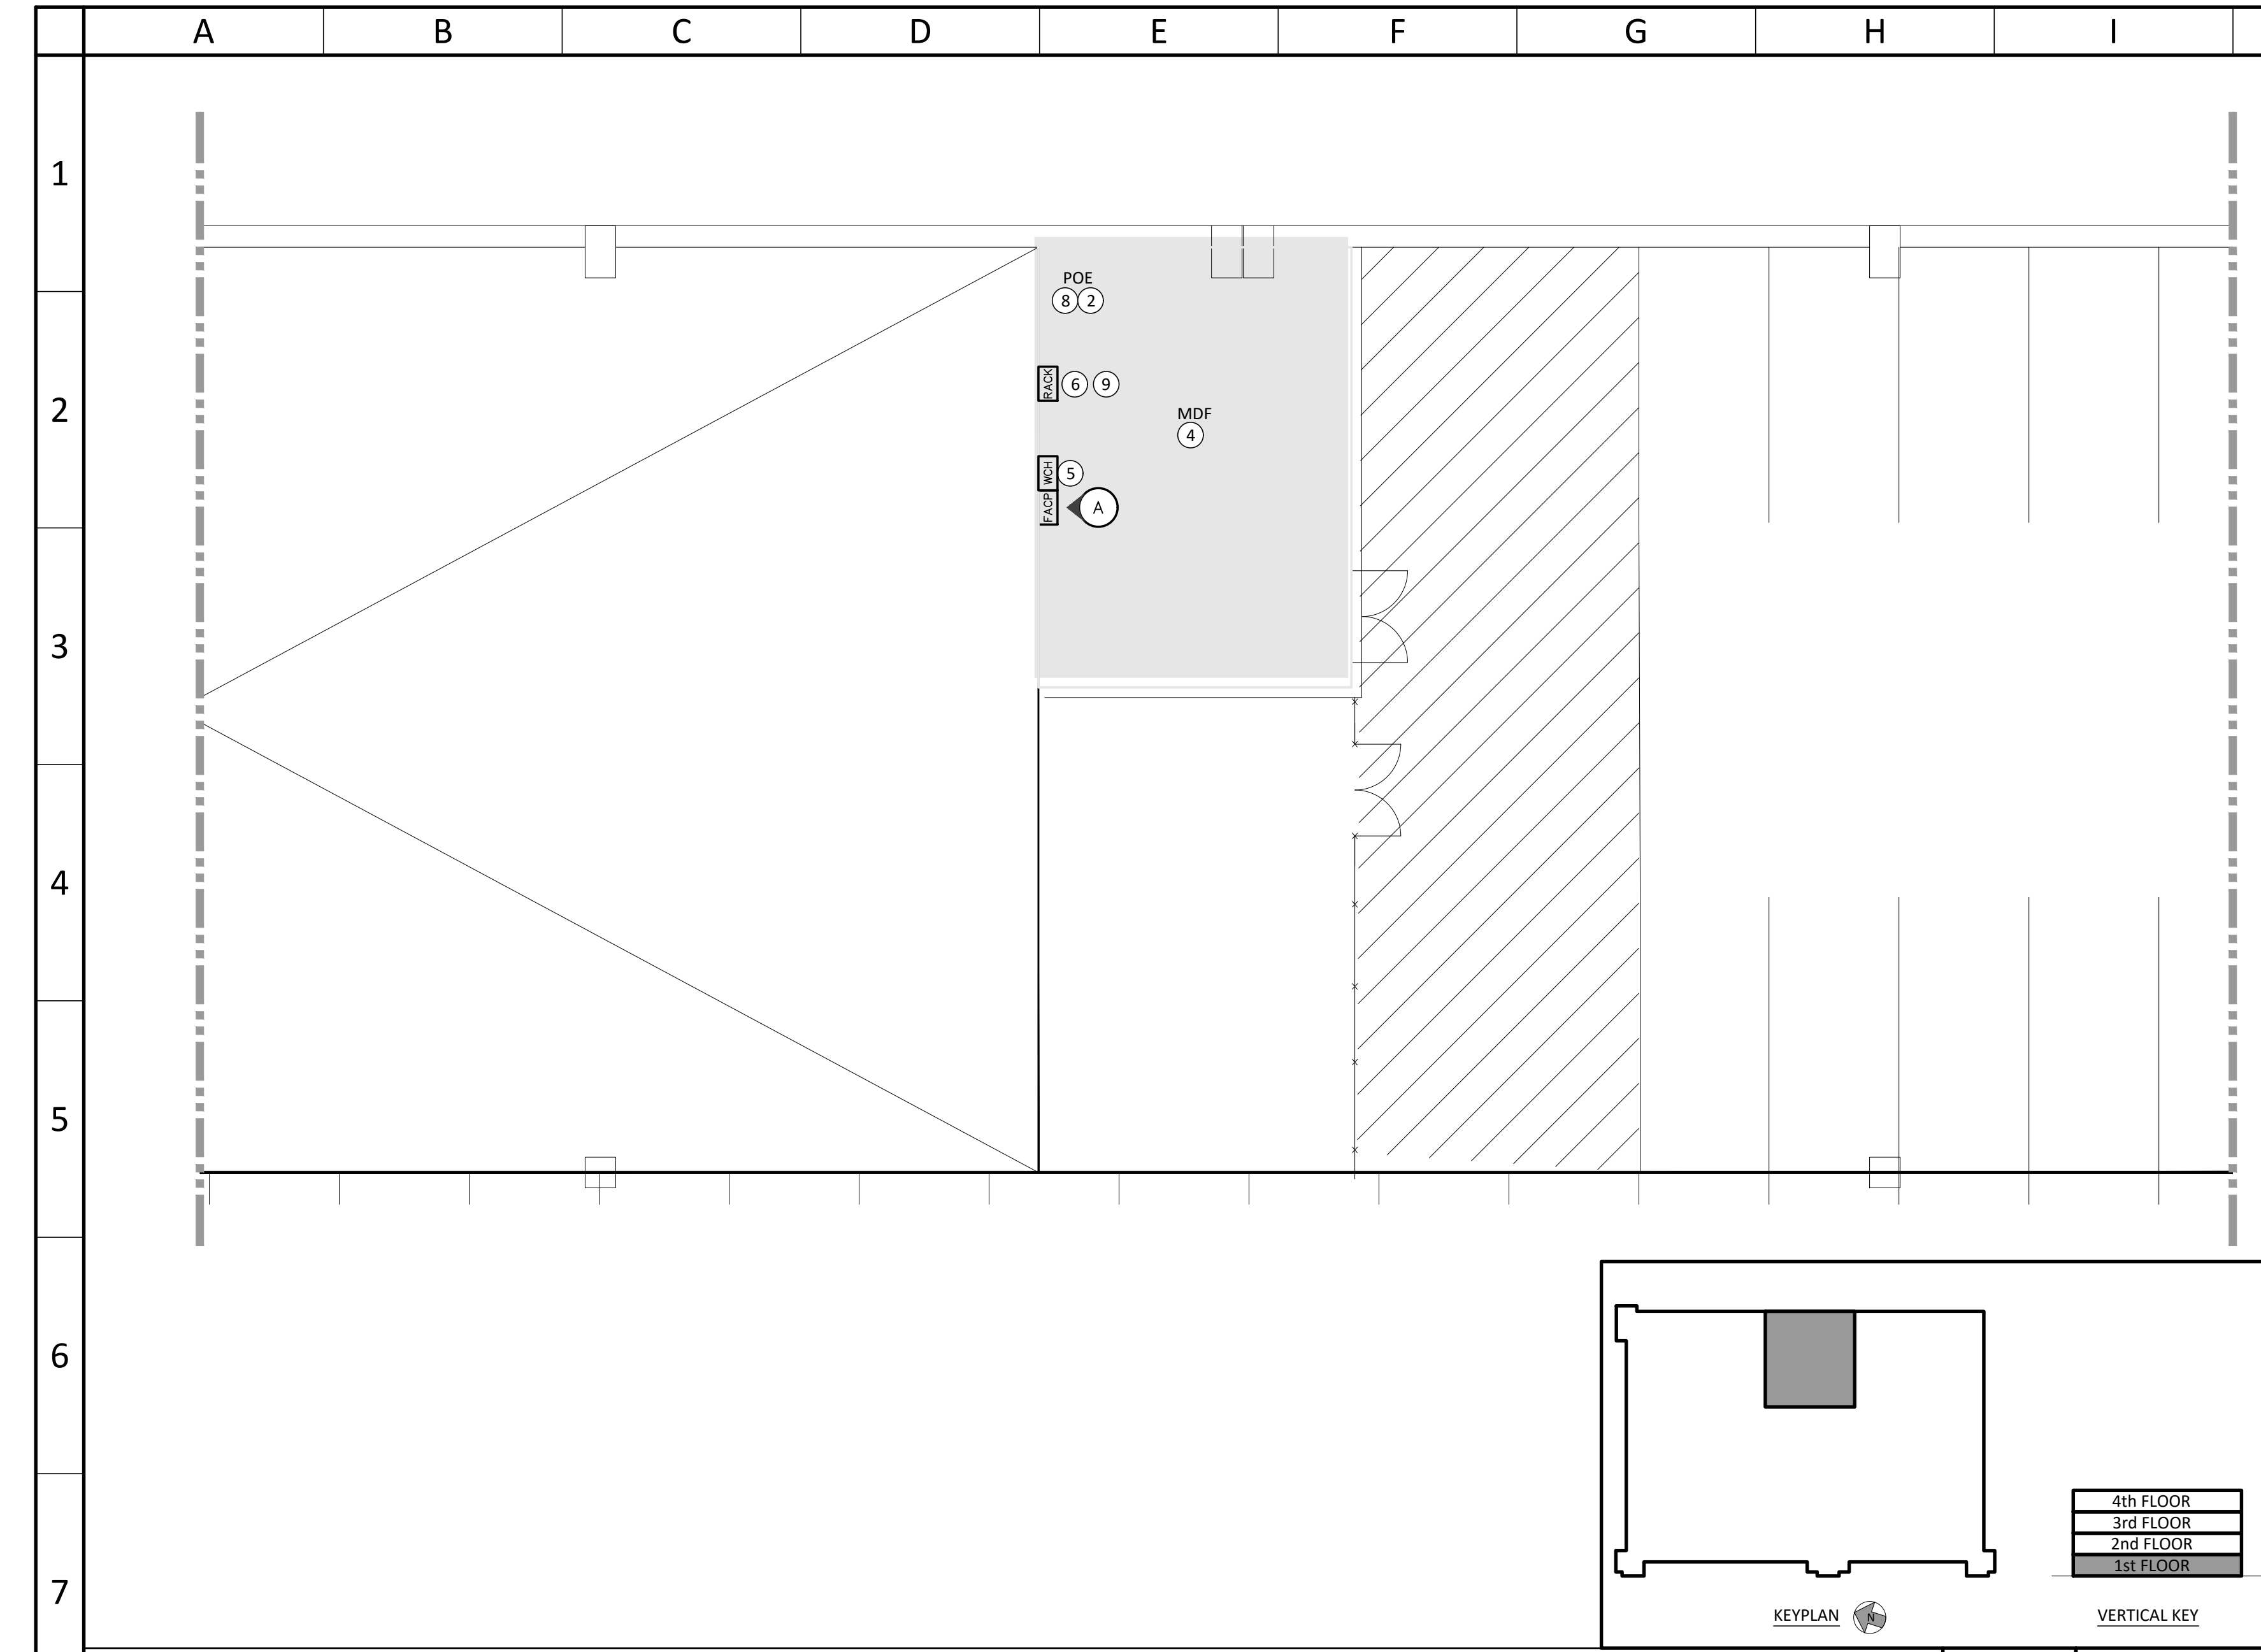 A B C D E F G H I
1
POE
8 2
RACK 6 9
2
MDF
4
WCH 5
FACP A
3
4
5
6
4th FLOOR
3rd FLOOR
2nd FLOOR
1st FLOOR
7
KEYPLAN N VERTICAL KEY